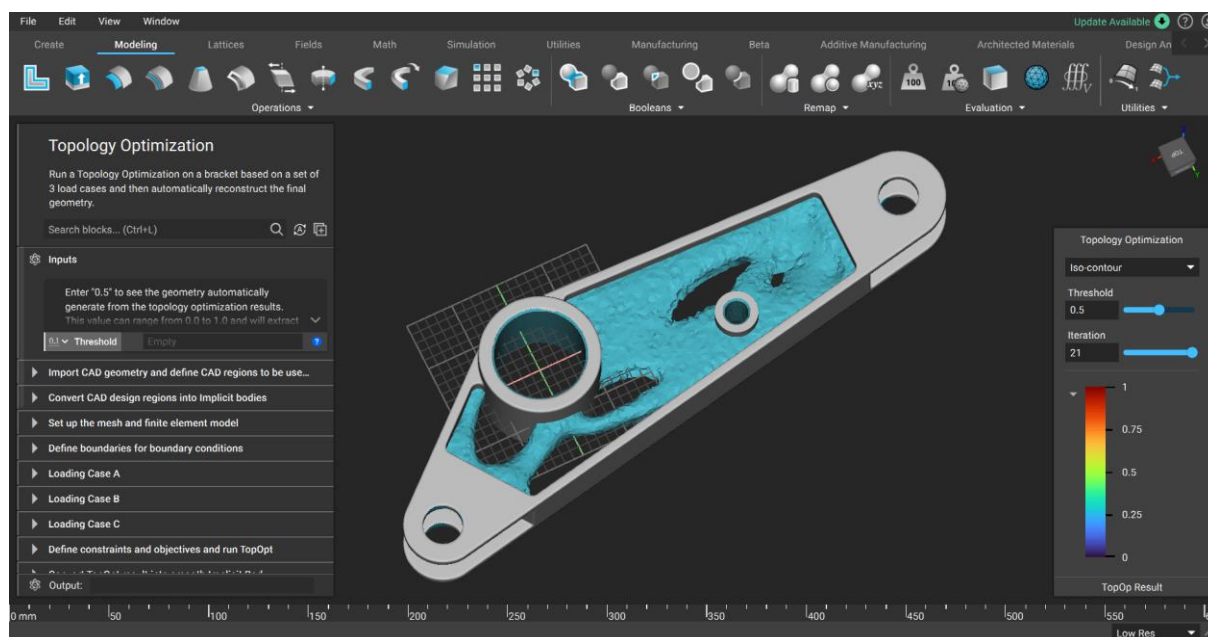 File Edit View Window
Update Available
Create Modeling Lattices Fields Math Simulation Utilities Manufacturing Beta Additive Manufacturing Architected Materials Design An
100
xyz
Operations Booleans Remap Evaluation Utilities
Topology Optimization
Run a Topology Optimization on a bracket based on a set of
3 load cases and then automatically reconstruct the final
geometry.
Search blocks... (Ctrl+L)
Inputs
Enter "0.5" to see the geometry automatically
generate from the topology optimization results.
This value can range from 0.0 to 1.0 and will extract
0.1 Threshold Empty
Import CAD geometry and define CAD regions to be use...
Convert CAD design regions into Implicit bodies
Set up the mesh and finite element model
Define boundaries for boundary conditions
Loading Case A
Loading Case B
Loading Case C
Define constraints and objectives and run TopOpt
Output:
TOP
Topology Optimization
Iso-contour
Threshold
0.5
Iteration
21
1
0.75
0.5
0.25
0
TopOp Result
0 mm 50 100 150 200 250 300 350 400 450 500 550
Low Res